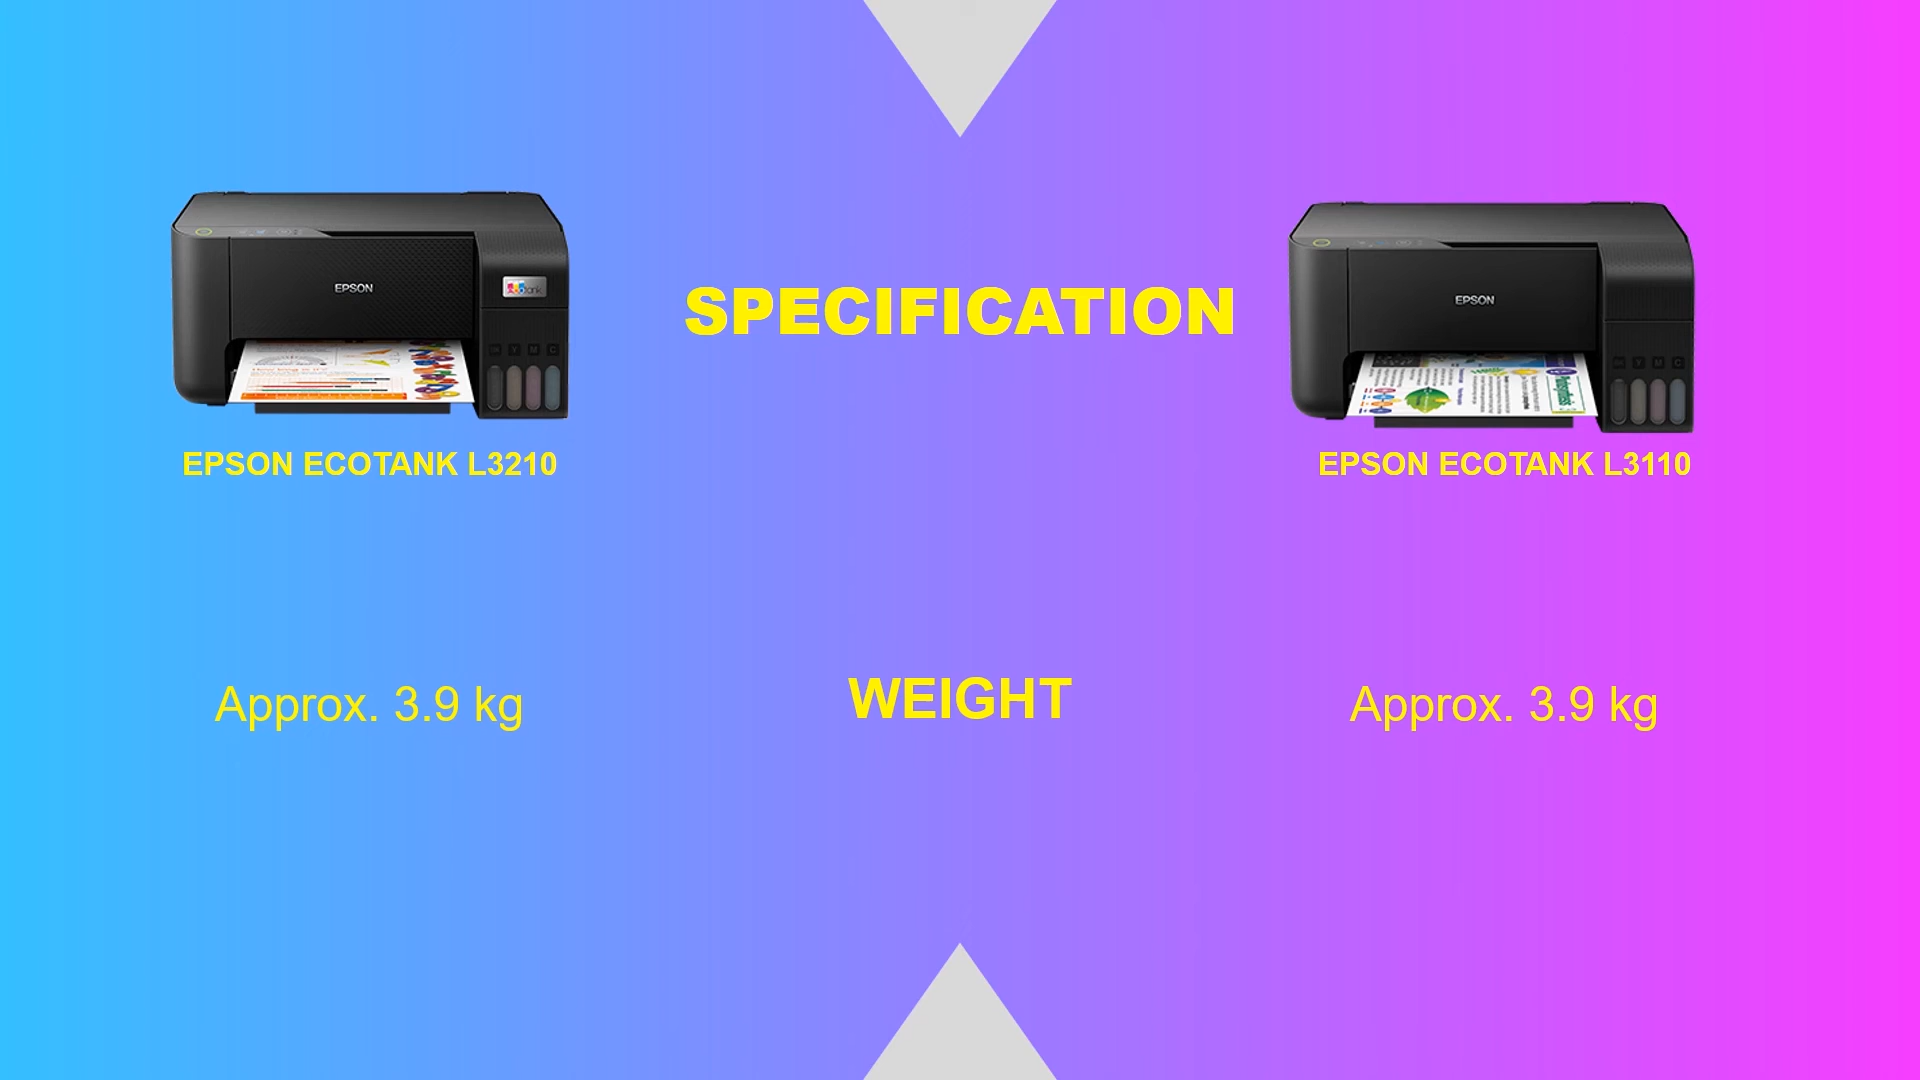 EPSON
EPSON
SPECIFICATION
EPSON ECOTANK L3210
EPSON ECOTANK L3110
Approx. 3.9 kg
WEIGHT
Approx. 3.9 kg